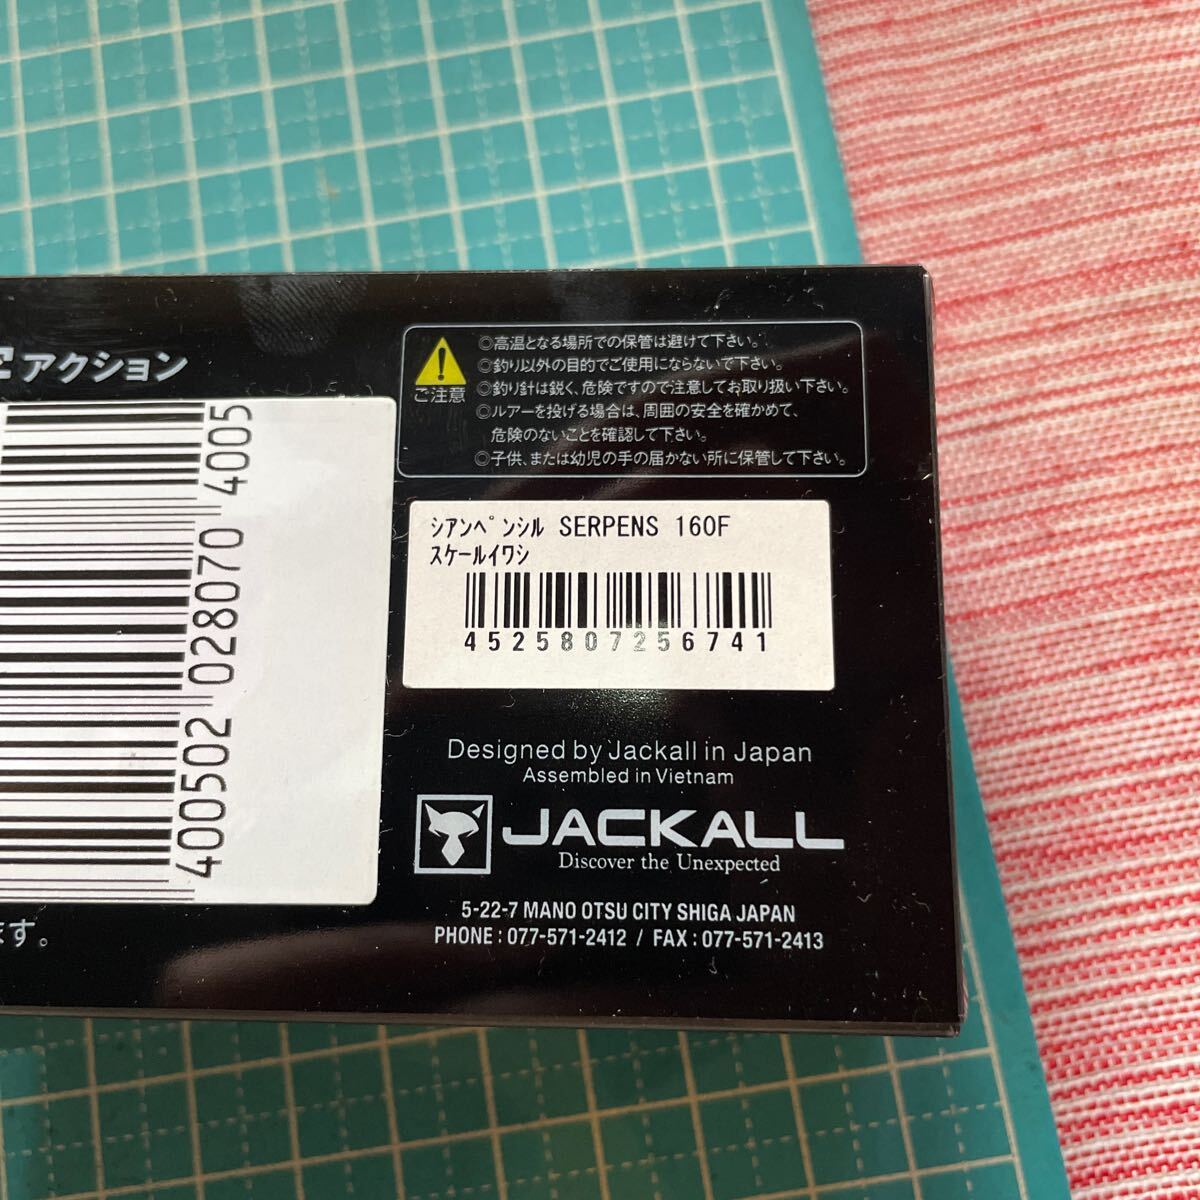 アクション
4005
028070
400502
ます。
ご注意
◎高温となる場所での保管は避けて下さい。
◎釣り以外の目的でご使用にならないで下さい。
◎釣り針は鋭く、危険ですので注意してお取り扱い下さい。
◎ルアーを投げる場合は、周囲の安全を確かめて、
危険のないことを確認して下さい。
◎子供、または幼児の手の届かない所に保管して下さい。
ｼｱﾝﾍﾟﾝｼﾙ SERPENS 160F
ｽｹｰﾙｲﾜｼ
4525807256741
Designed by Jackall in Japan
Assembled in Vietnam
JACKALL
Discover the Unexpected
5-22-7 MANO OTSU CITY SHIGA JAPAN
PHONE : 077-571-2412 / FAX : 077-571-2413